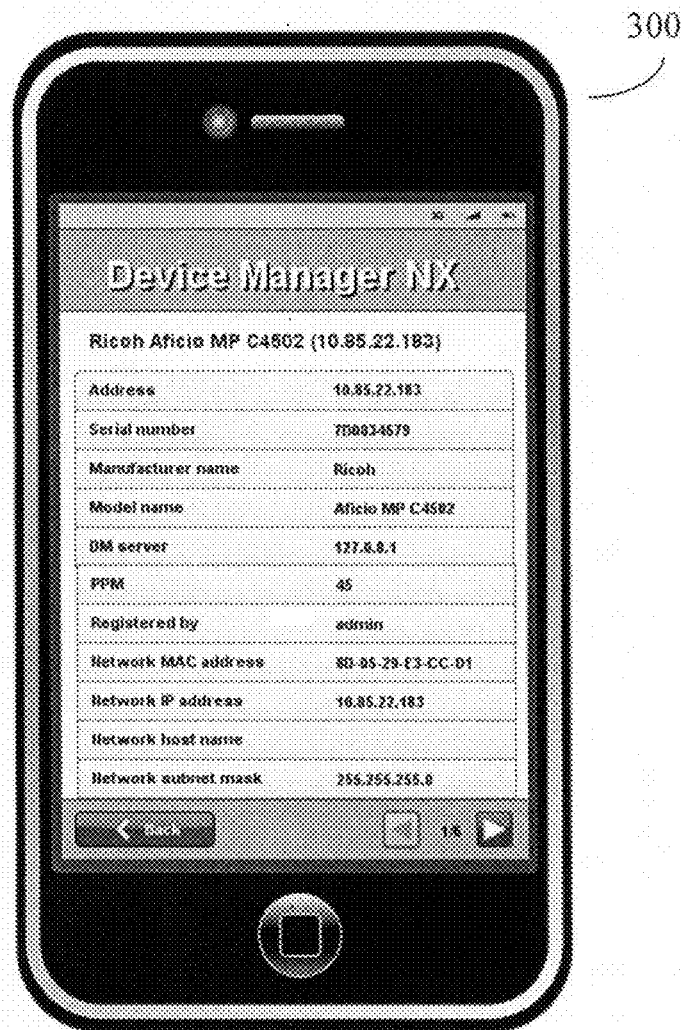 300
Device Manager NX
Ricoh Aficio MP C4502 (10.85.22.183)
Address 10.85.22.183
Serial number
Manufacturer name Ricoh
Model name Aficio MP C4502
DM server 127.0.0.1
PPM 45
Registered by admin
Network MAC address
Network IP address 10.85.22.183
Network host name
Network subnet mask 255.255.255.0
Back 1/6